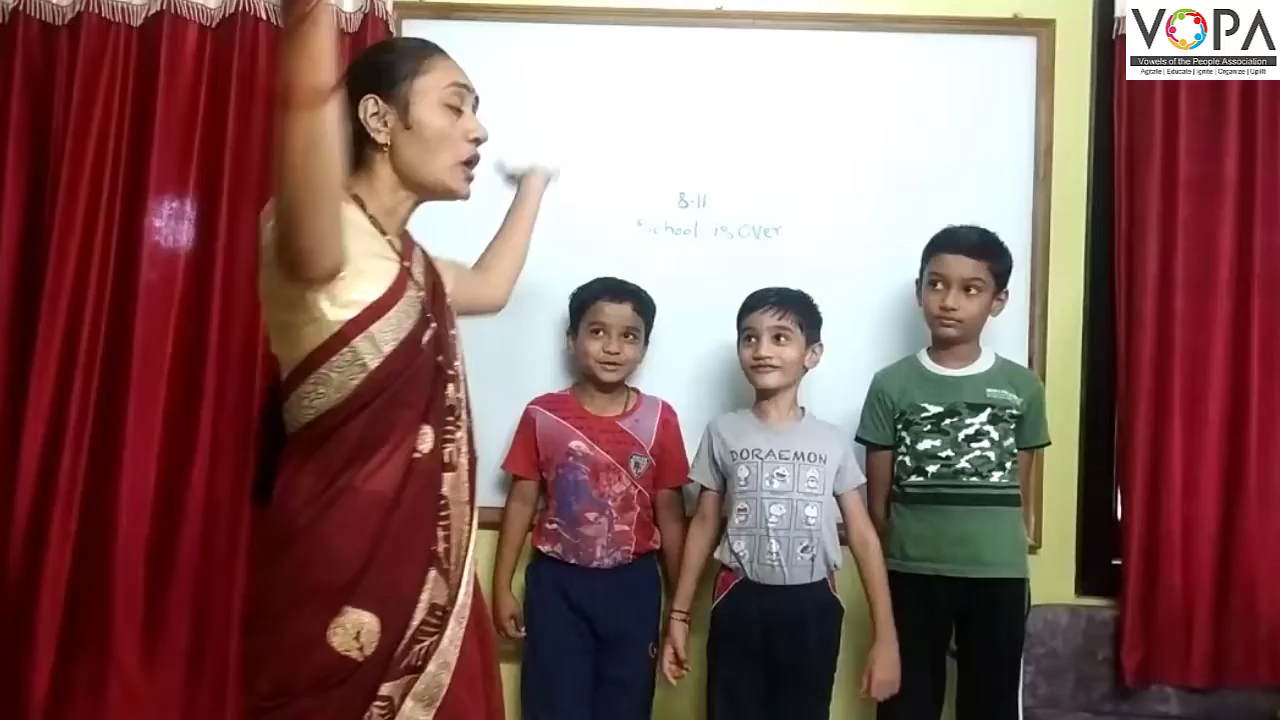 VOPA
Vowels of the People Association
Agitate | Educate | Ignite | Organize | Uplift
8.11
School is over
DORAEMON